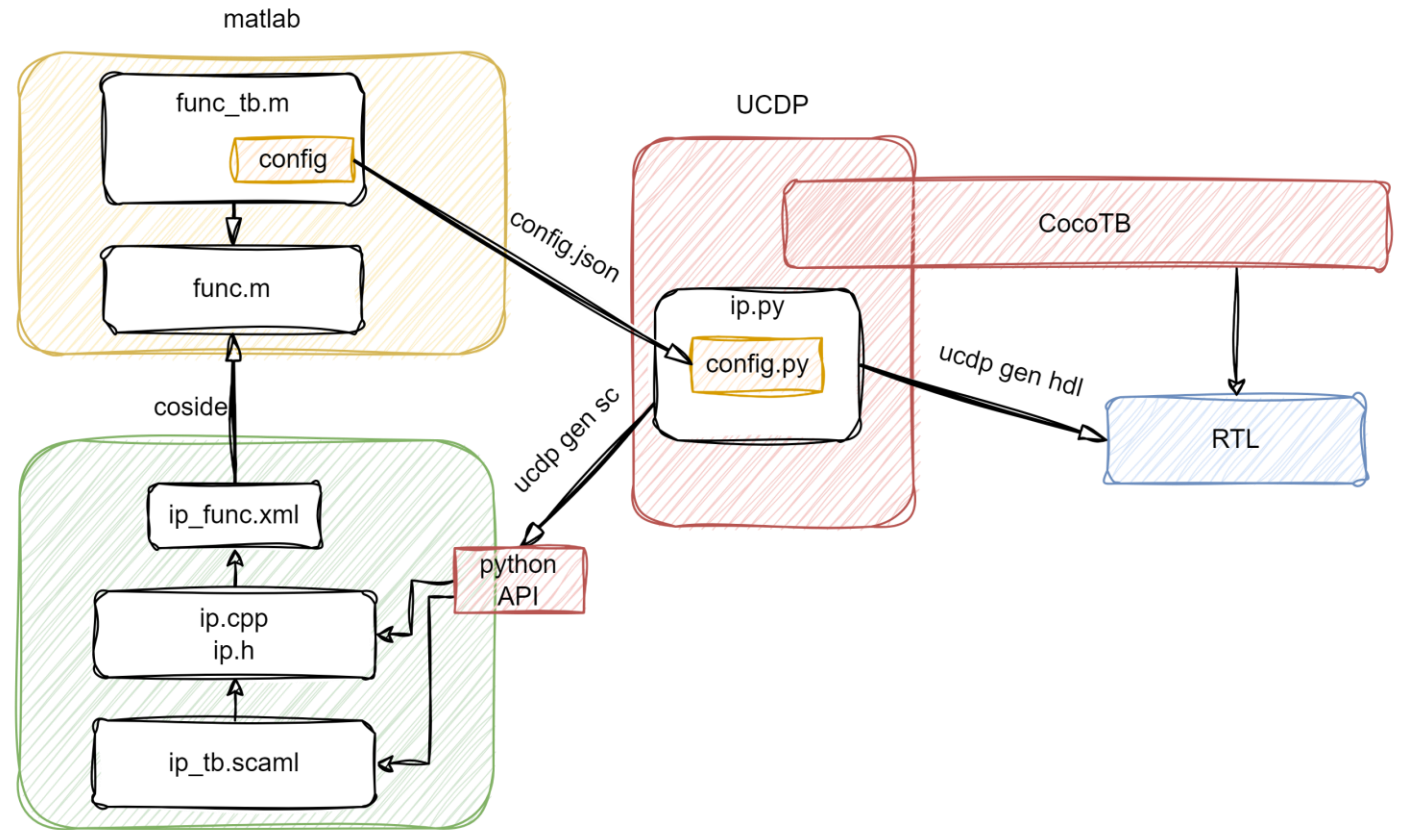 matlab
func_tb.m
config
func.m
coside
ip_func.xml
ip.cpp
ip.h
ip_tb.scaml
config.json
ucdp gen sc
python
API
UCDP
CocoTB
ip.py
config.py
ucdp gen hdl
RTL